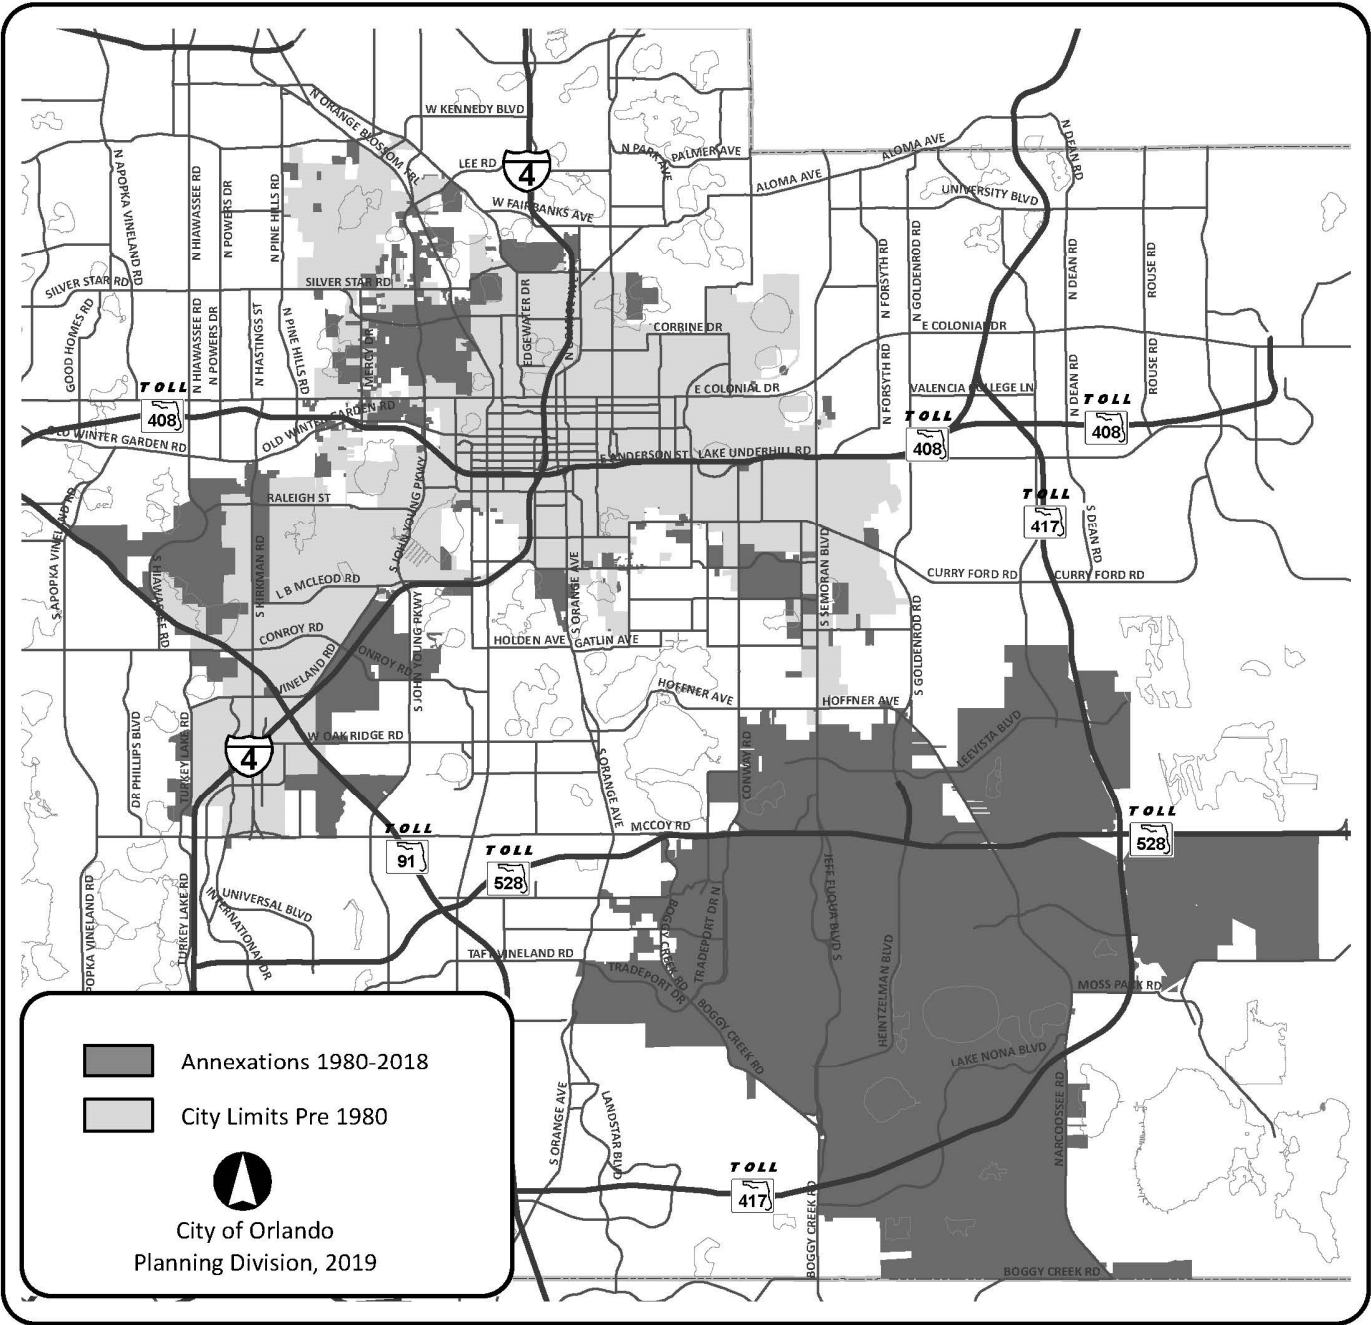 W KENNEDY BLVD
N ORANGE BLOSSOM TRL
LEE RD
4
N PARK AVE
PALMER AVE
ALOMA AVE
ALOMA AVE
N DEAN RD
UNIVERSITY BLVD
W FAIRBANKS AVE
N APOPKA VINELAND RD
N HIAWASSEE RD
N POWERS DR
N PINE HILLS RD
SILVER STAR RD
SILVER STAR RD
N FORSYTH RD
N GOLDENROD RD
N DEAN RD
ROUSE RD
GOOD HOMES RD
N HIAWASSEE RD
N POWERS DR
N HASTINGS ST
N PINE HILLS RD
MERCY DR
EDGEWATER DR
CORRINE DR
E COLONIAL DR
E COLONIAL DR
N FORSYTH RD
VALENCIA COLLEGE LN
N DEAN RD
ROUSE RD
TOLL
408
OLD WINTER GARDEN RD
OLD WINTER GARDEN RD
TOLL
408
TOLL
408
E ANDERSON ST
LAKE UNDERHILL RD
RALEIGH ST
S JOHN YOUNG PKWY
TOLL
417
S APOPKA VINELAND RD
S HIAWASSEE RD
S KIRKMAN RD
L B MCLEOD RD
S ORANGE AVE
S SEMORAN BLVD
CURRY FORD RD
CURRY FORD RD
S DEAN RD
CONROY RD
VINELAND RD
CONROY RD
S JOHN YOUNG PKWY
HOLDEN AVE
GATLIN AVE
S GOLDENROD RD
HOFFNER AVE
HOFFNER AVE
DR PHILLIPS BLVD
TURKEY LAKE RD
4
W OAK RIDGE RD
S ORANGE AVE
CONWAY RD
LEEVISTA BLVD
MCCOY RD
TOLL
91
TOLL
528
TOLL
528
POPKA VINELAND RD
TURKEY LAKE RD
UNIVERSAL BLVD
INTERNATIONAL DR
TAFT VINELAND RD
BOGGY CREEK RD
TRADEPORT DR N
TRADEPORT DR
JEFF FUQUA BLVD S
HEINTZELMAN BLVD
MOSS PARK RD
BOGGY CREEK RD
LAKE NONA BLVD
NARCOOSSEE RD
S ORANGE AVE
LANDSTAR BLVD
TOLL
417
BOGGY CREEK RD
BOGGY CREEK RD
Annexations 1980-2018
City Limits Pre 1980
City of Orlando
Planning Division, 2019